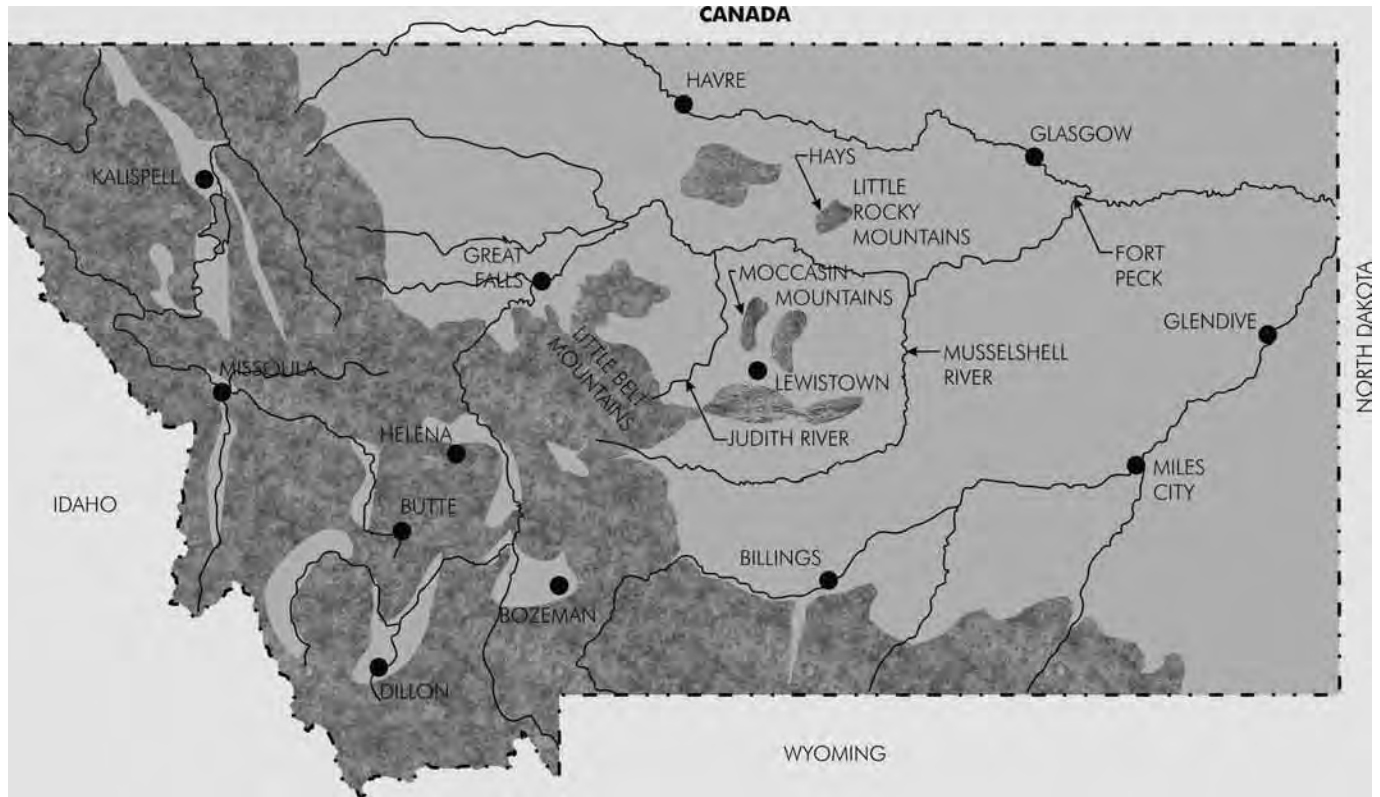 CANADA
HAVRE
GLASGOW
HAYS
KALISPELL
LITTLE
ROCKY
MOUNTAINS
GREAT
FALLS
FORT
PECK
MOCCASIN
MOUNTAINS
GLENDIVE
NORTH DAKOTA
LITTLE BELT
MOUNTAINS
MUSSELSHELL
RIVER
MISSOULA
LEWISTOWN
HELENA
JUDITH RIVER
MILES
CITY
IDAHO
BUTTE
BILLINGS
BOZEMAN
DILLON
WYOMING